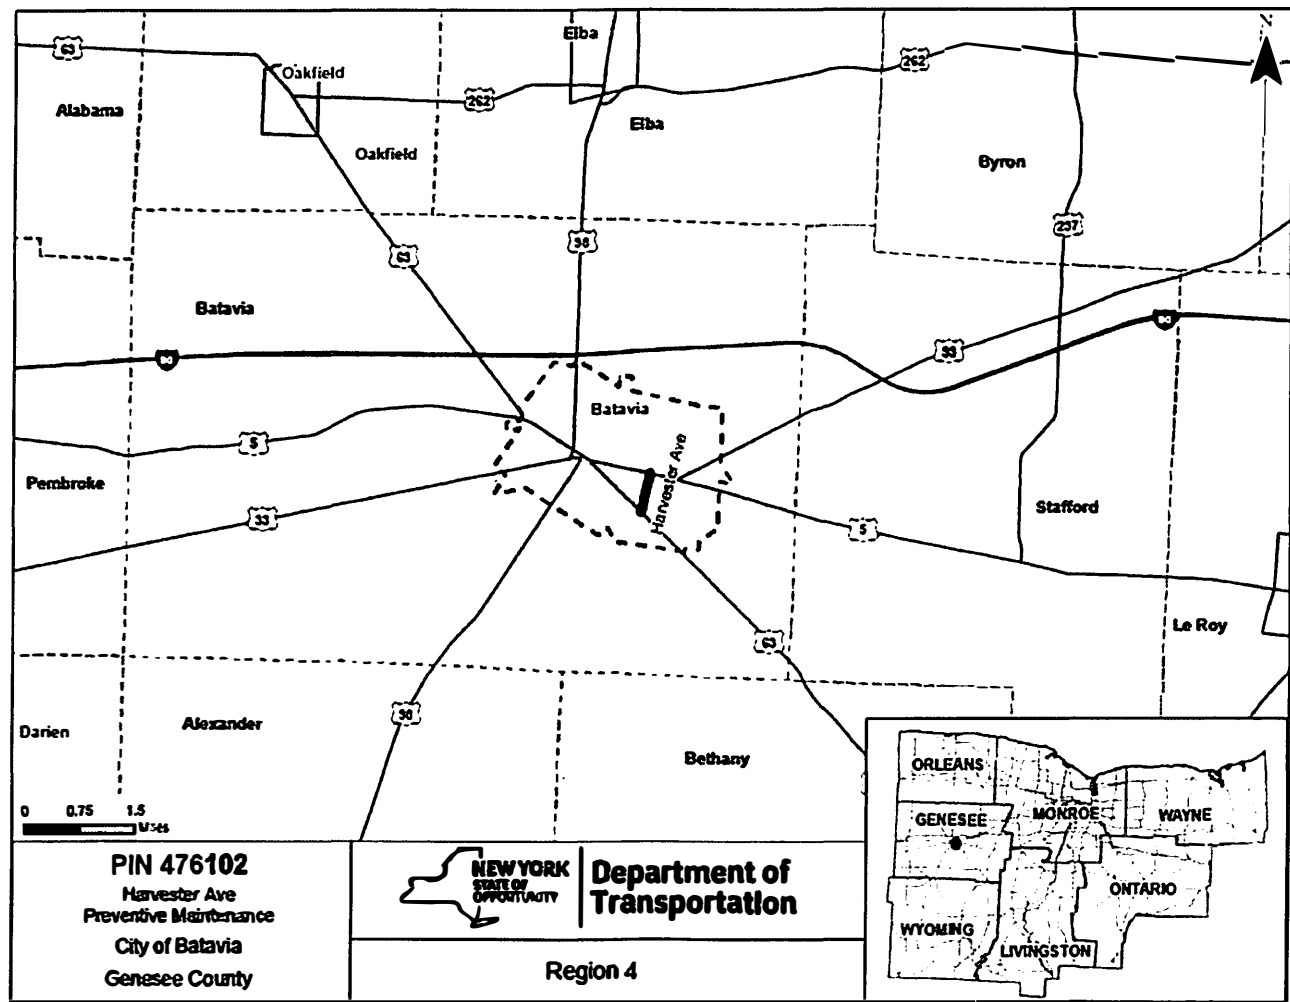 Elba
63
262
Oakfield
Alabama
262
Elba
Oakfield
Byron
237
98
63
Batavia
90
33
90
Batavia
5
Harvester Ave
Pembroke
33
Stafford
5
Le Roy
63
98
Darien
Alexander
Bethany
0 0.75 1.5
Miles
ORLEANS
GENESEE
MONROE
WAYNE
ONTARIO
WYOMING
LIVINGSTON
PIN 476102
Harvester Ave
Preventive Maintenance
City of Batavia
Genesee County
NEW YORK
STATE OF
OPPORTUNITY
Department of
Transportation
Region 4